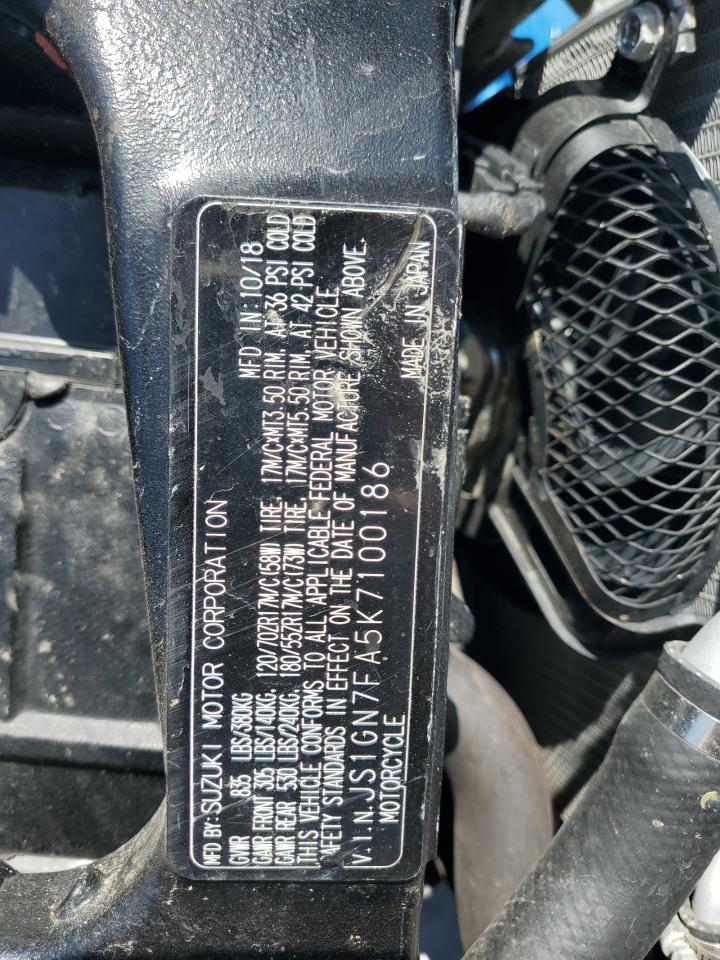 MFD BY: SUZUKI MOTOR CORPORATION MFD IN: 10/18
GVWR 835 LBS/380KG
GAWR FRONT 305 LBS/140KG. 120/70ZR17M/C(58W) TIRE. 17M/CxMT3.50 RIM. AT 36 PSI COLD
GAWR REAR 530 LBS/240KG. 180/55ZR17M/C(73W) TIRE. 17M/CxMT5.50 RIM. AT 42 PSI COLD
THIS VEHICLE CONFORMS TO ALL APPLICABLE FEDERAL MOTOR VEHICLE
SAFETY STANDARDS IN EFFECT ON THE DATE OF MANUFACTURE SHOWN ABOVE.
V.I.N.JS1GN7FA5K7100186
MOTORCYCLE MADE IN JAPAN